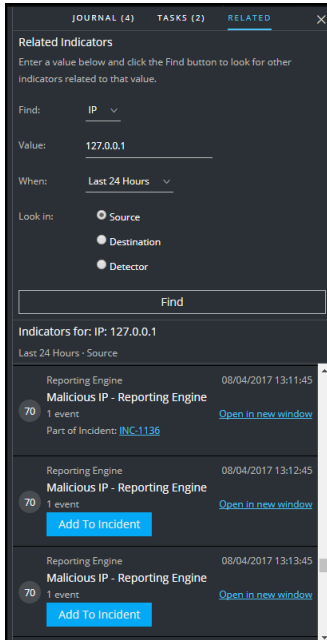 JOURNAL (4) TASKS (2) RELATED
Related Indicators
Enter a value below and click the Find button to look for other
indicators related to that value.
Find: IP
Value: 127.0.0.1
When: Last 24 Hours
Look in: Source
Destination
Detector
Find
Indicators for: IP: 127.0.0.1
Last 24 Hours · Source
Reporting Engine 08/04/2017 13:11:45
Malicious IP - Reporting Engine
70 1 event Open in new window
Part of Incident: INC-1136
Reporting Engine 08/04/2017 13:12:45
Malicious IP - Reporting Engine
70 1 event Open in new window
Add To Incident
Reporting Engine 08/04/2017 13:13:45
Malicious IP - Reporting Engine
70 1 event Open in new window
Add To Incident